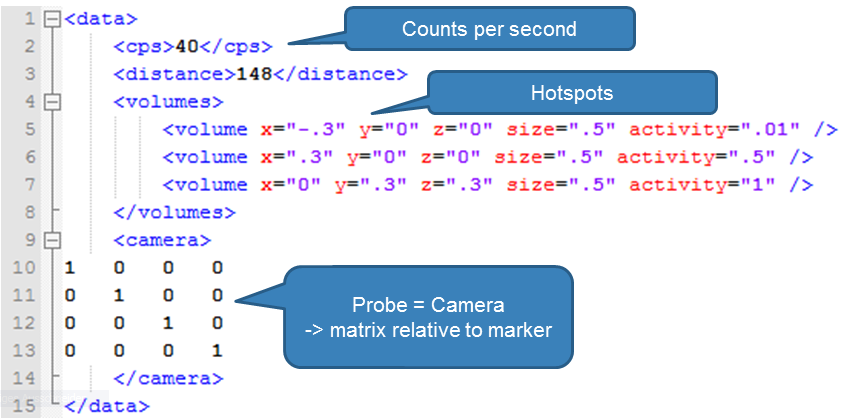 1 <data>
2 <cps>40</cps>
Counts per second
3 <distance>148</distance>
4 <volumes>
Hotspots
5 <volume x="-.3" y="0" z="0" size=".5" activity=".01" />
6 <volume x=".3" y="0" z="0" size=".5" activity=".5" />
7 <volume x="0" y=".3" z=".3" size=".5" activity="1" />
8 </volumes>
9 <camera>
10 1 0 0 0
11 0 1 0 0
12 0 0 1 0
13 0 0 0 1
Probe = Camera
-> matrix relative to marker
14 </camera>
15 </data>